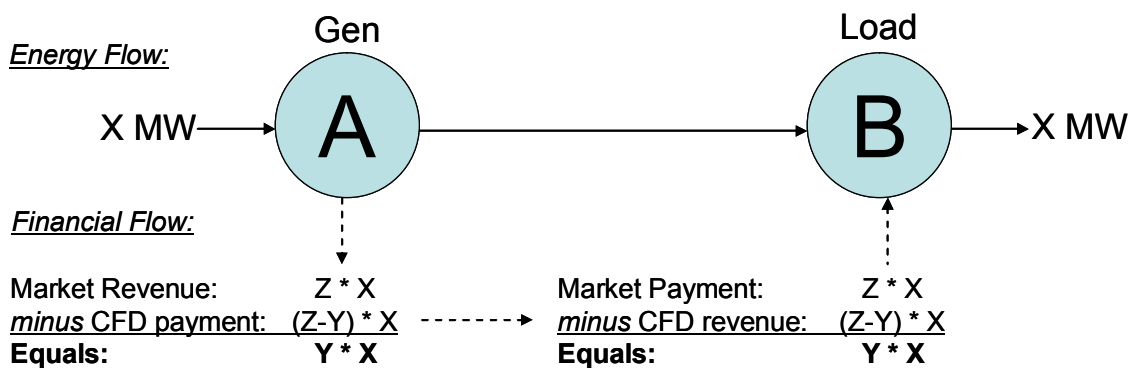 Gen Load
Energy Flow:
X MW A B X MW
Financial Flow:
Market Revenue: Z * X Market Payment: Z * X
minus CFD payment: (Z-Y) * X minus CFD revenue: (Z-Y) * X
Equals: Y * X Equals: Y * X